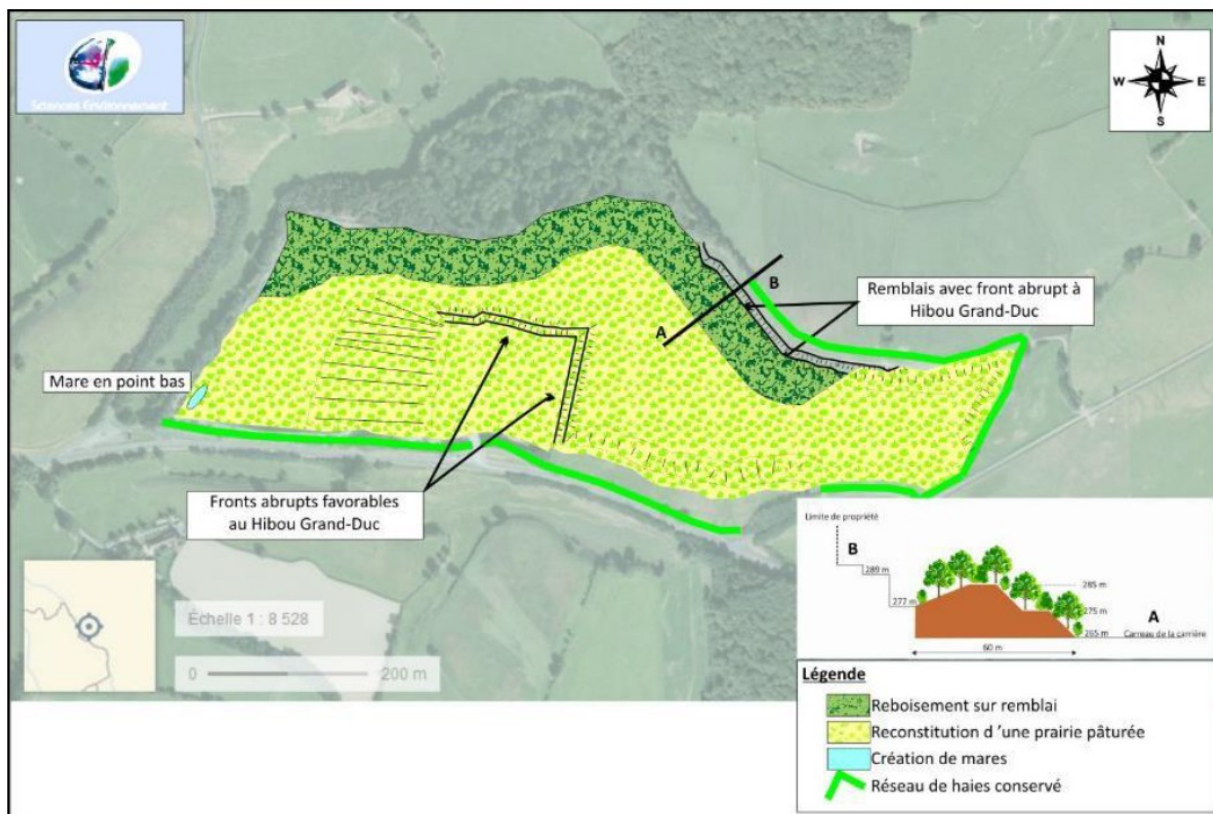 Sciences Environnement
N
W E
S
B
A
Remblais avec front abrupt à
Hibou Grand-Duc
Mare en point bas
Fronts abrupts favorables
au Hibou Grand-Duc
Échelle 1 : 8 528
0 200 m
Limite de propriété
B
289 m
277 m
285 m
275 m
265 m
A
Carreau de la carrière
60 m
Légende
Reboisement sur remblai
Reconstitution d ’une prairie pâturée
Création de mares
Réseau de haies conservé